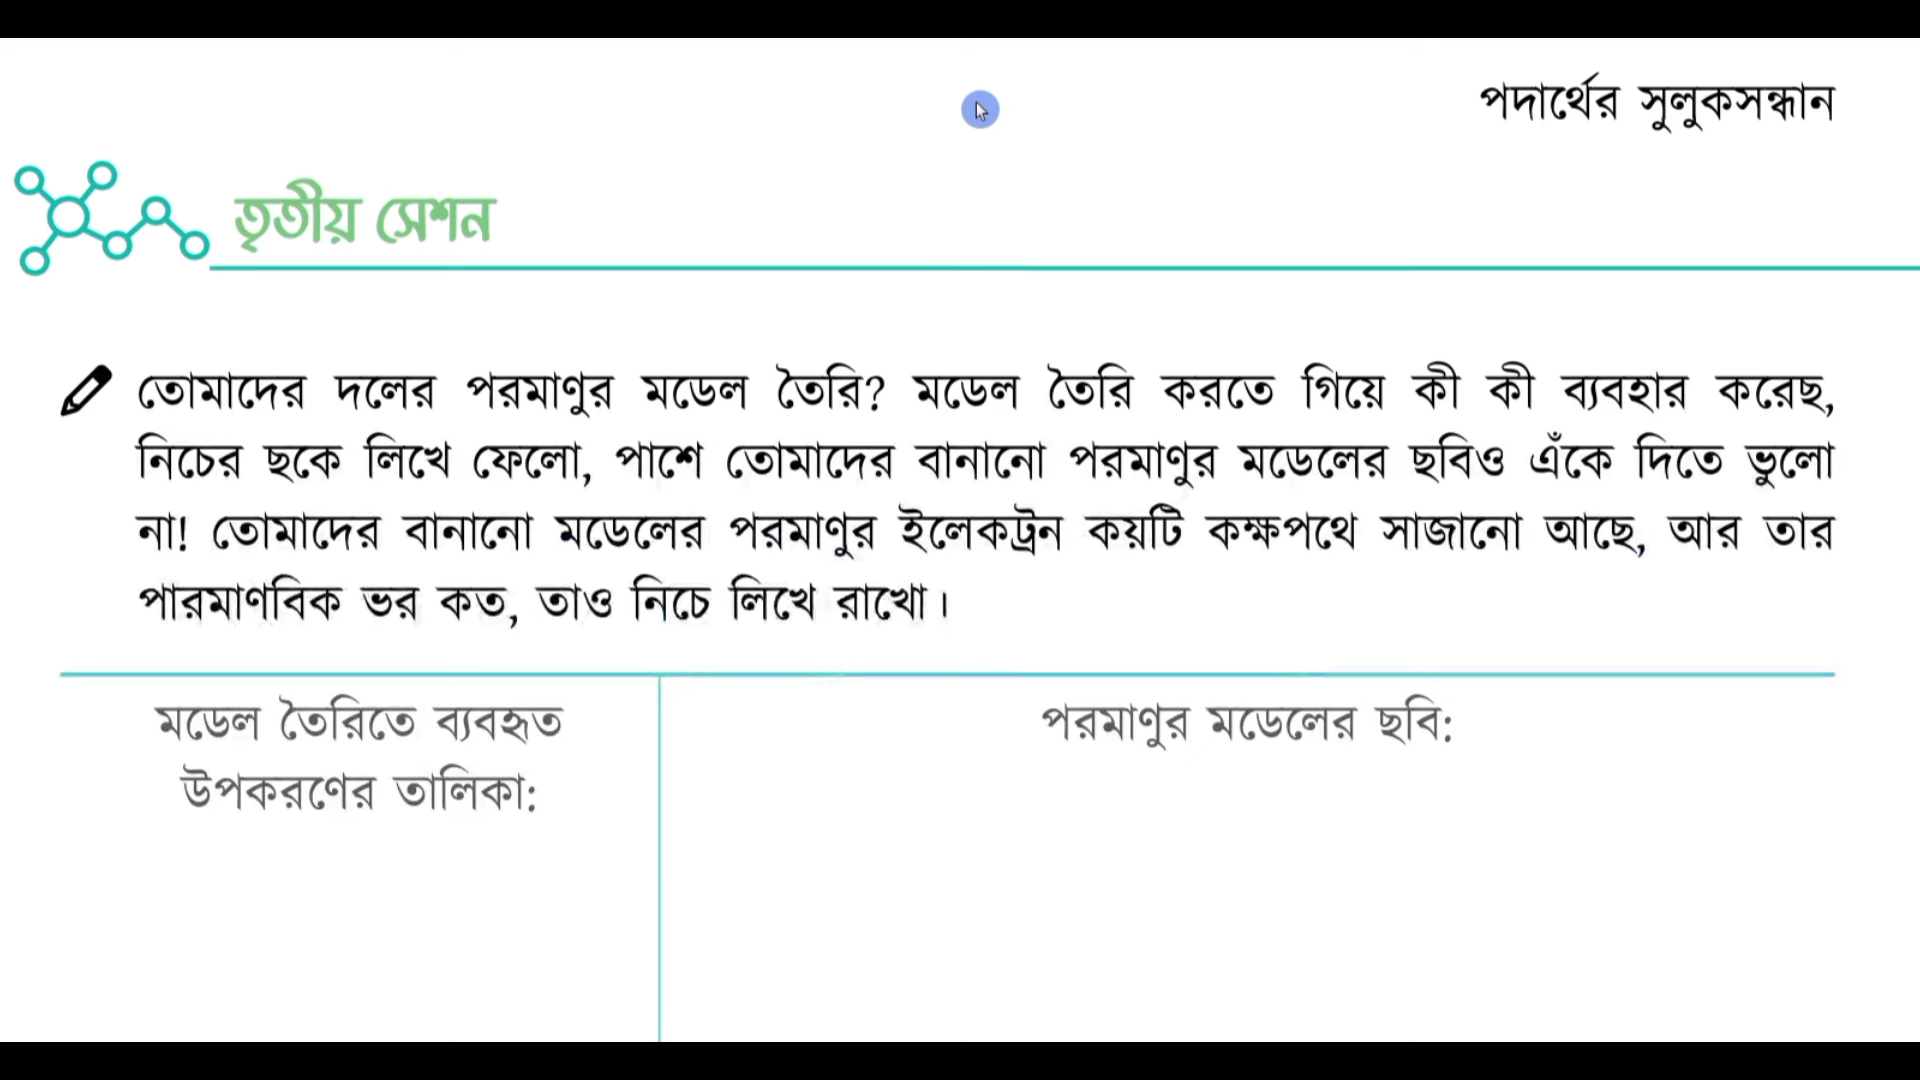 পদার্থের সুলুকসন্ধান
তৃতীয় সেশন
তোমাদের দলের পরমাণুর মডেল তৈরি? মডেল তৈরি করতে গিয়ে কী কী ব্যবহার করেছ,
নিচের ছকে লিখে ফেলো, পাশে তোমাদের বানানো পরমাণুর মডেলের ছবিও এঁকে দিতে ভুলো
না! তোমাদের বানানো মডেলের পরমাণুর ইলেকট্রন কয়টি কক্ষপথে সাজানো আছে, আর তার
পারমাণবিক ভর কত, তাও নিচে লিখে রাখো।
মডেল তৈরিতে ব্যবহৃত
উপকরণের তালিকা:
পরমাণুর মডেলের ছবি: